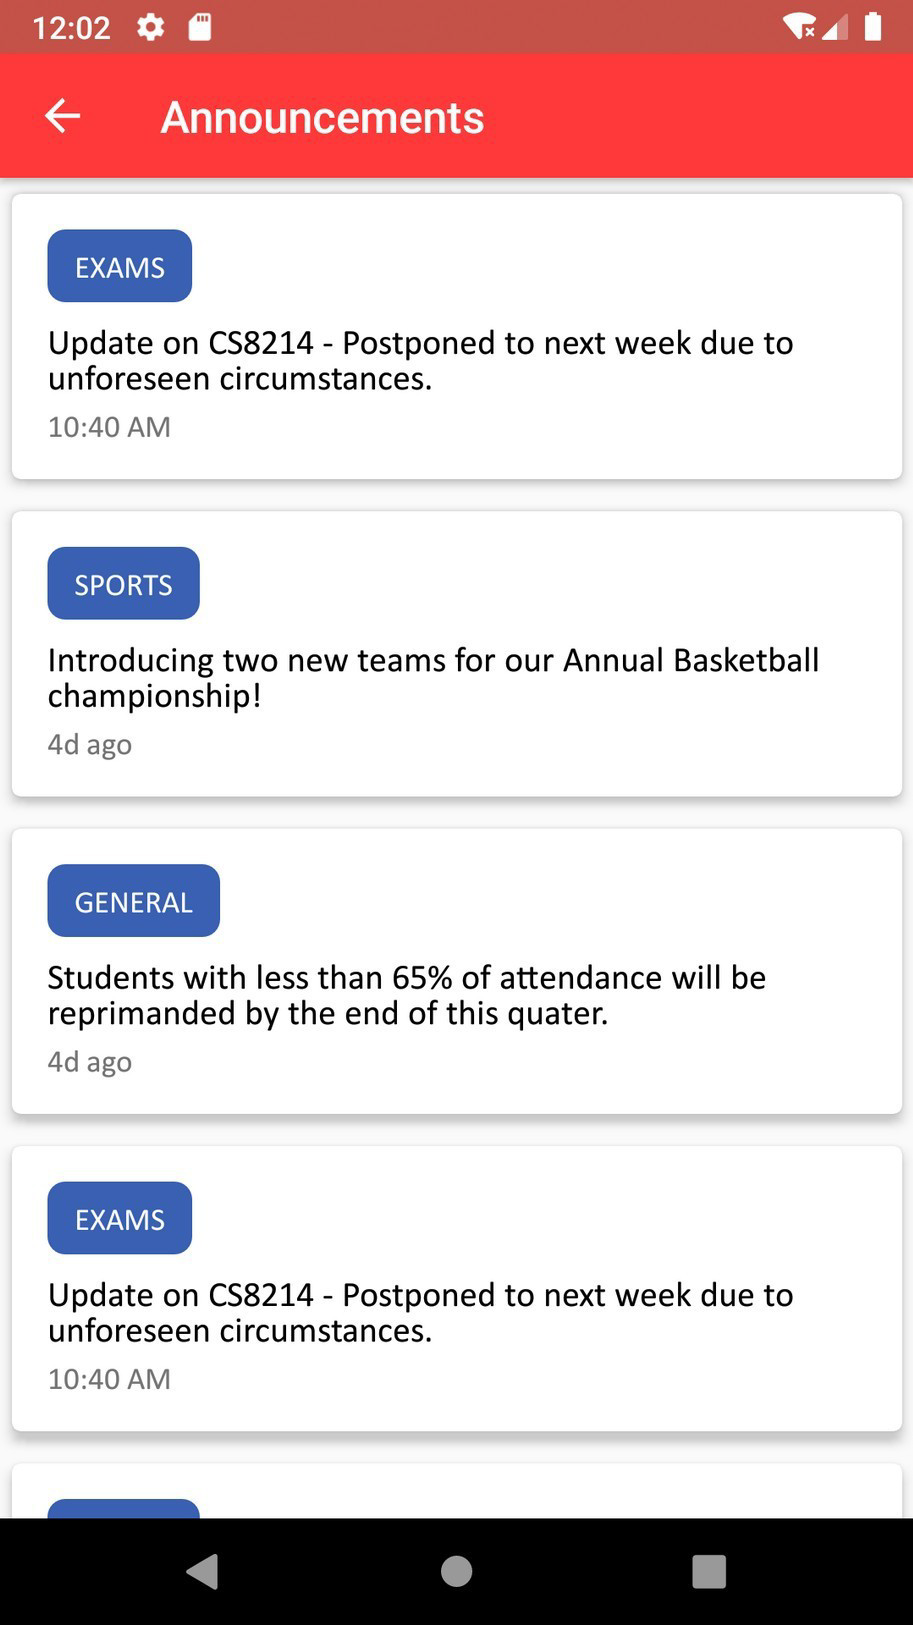 12:02
Announcements
EXAMS
Update on CS8214 - Postponed to next week due to
unforeseen circumstances.
10:40 AM
SPORTS
Introducing two new teams for our Annual Basketball
championship!
4d ago
GENERAL
Students with less than 65% of attendance will be
reprimanded by the end of this quater.
4d ago
EXAMS
Update on CS8214 - Postponed to next week due to
unforeseen circumstances.
10:40 AM